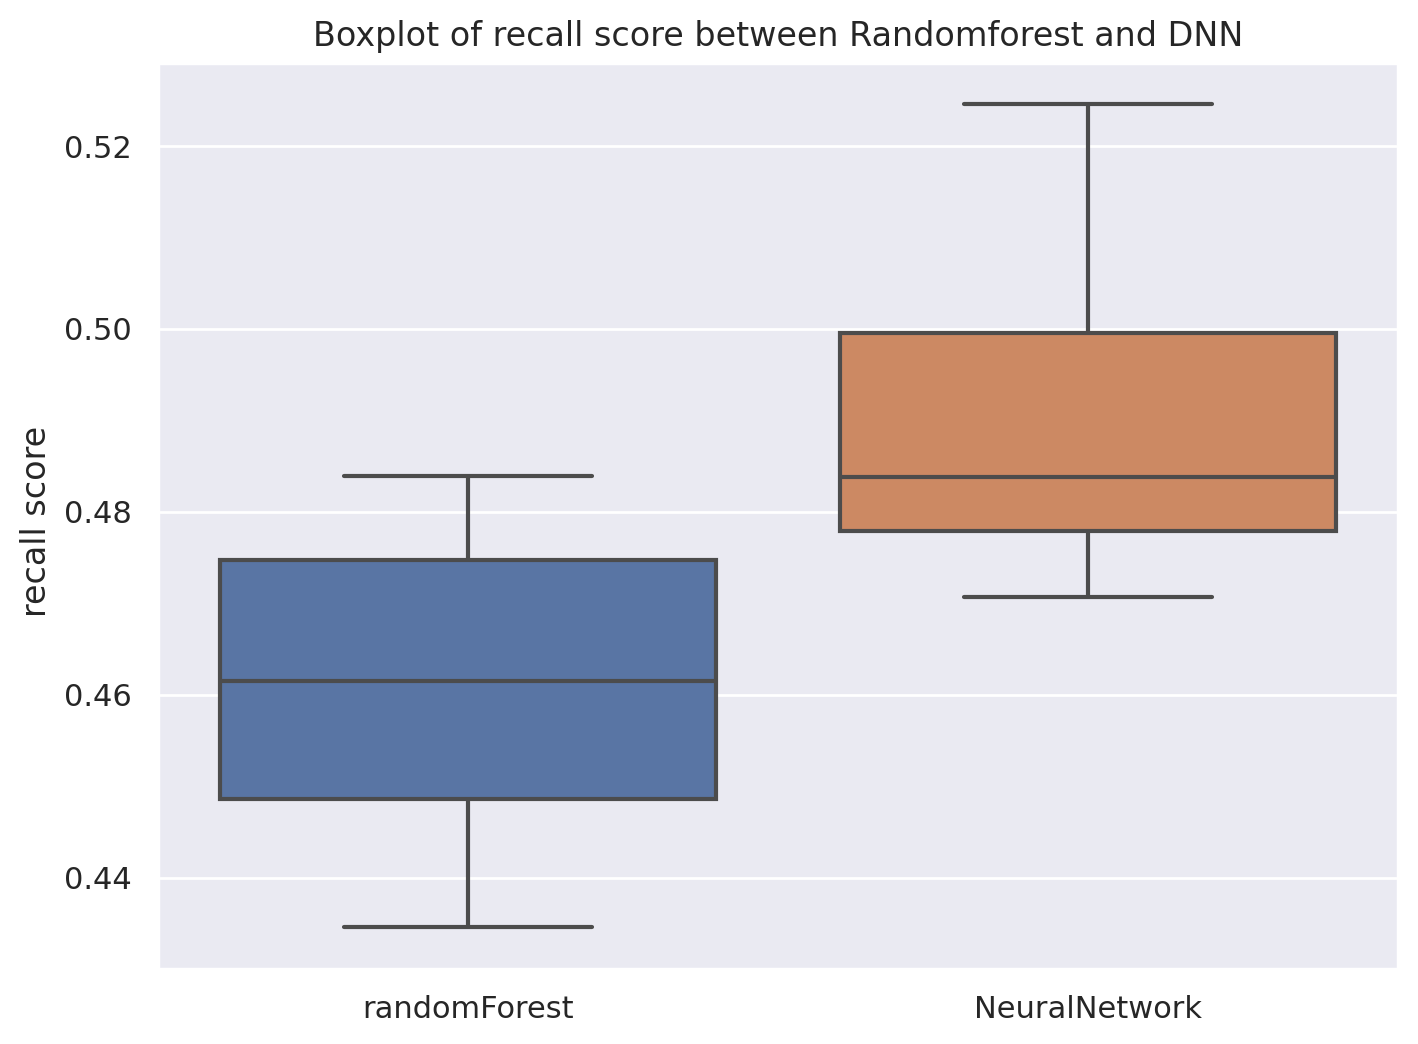 Boxplot of recall score between Randomforest and DNN
recall score
0.52
0.50
0.48
0.46
0.44
randomForest
NeuralNetwork